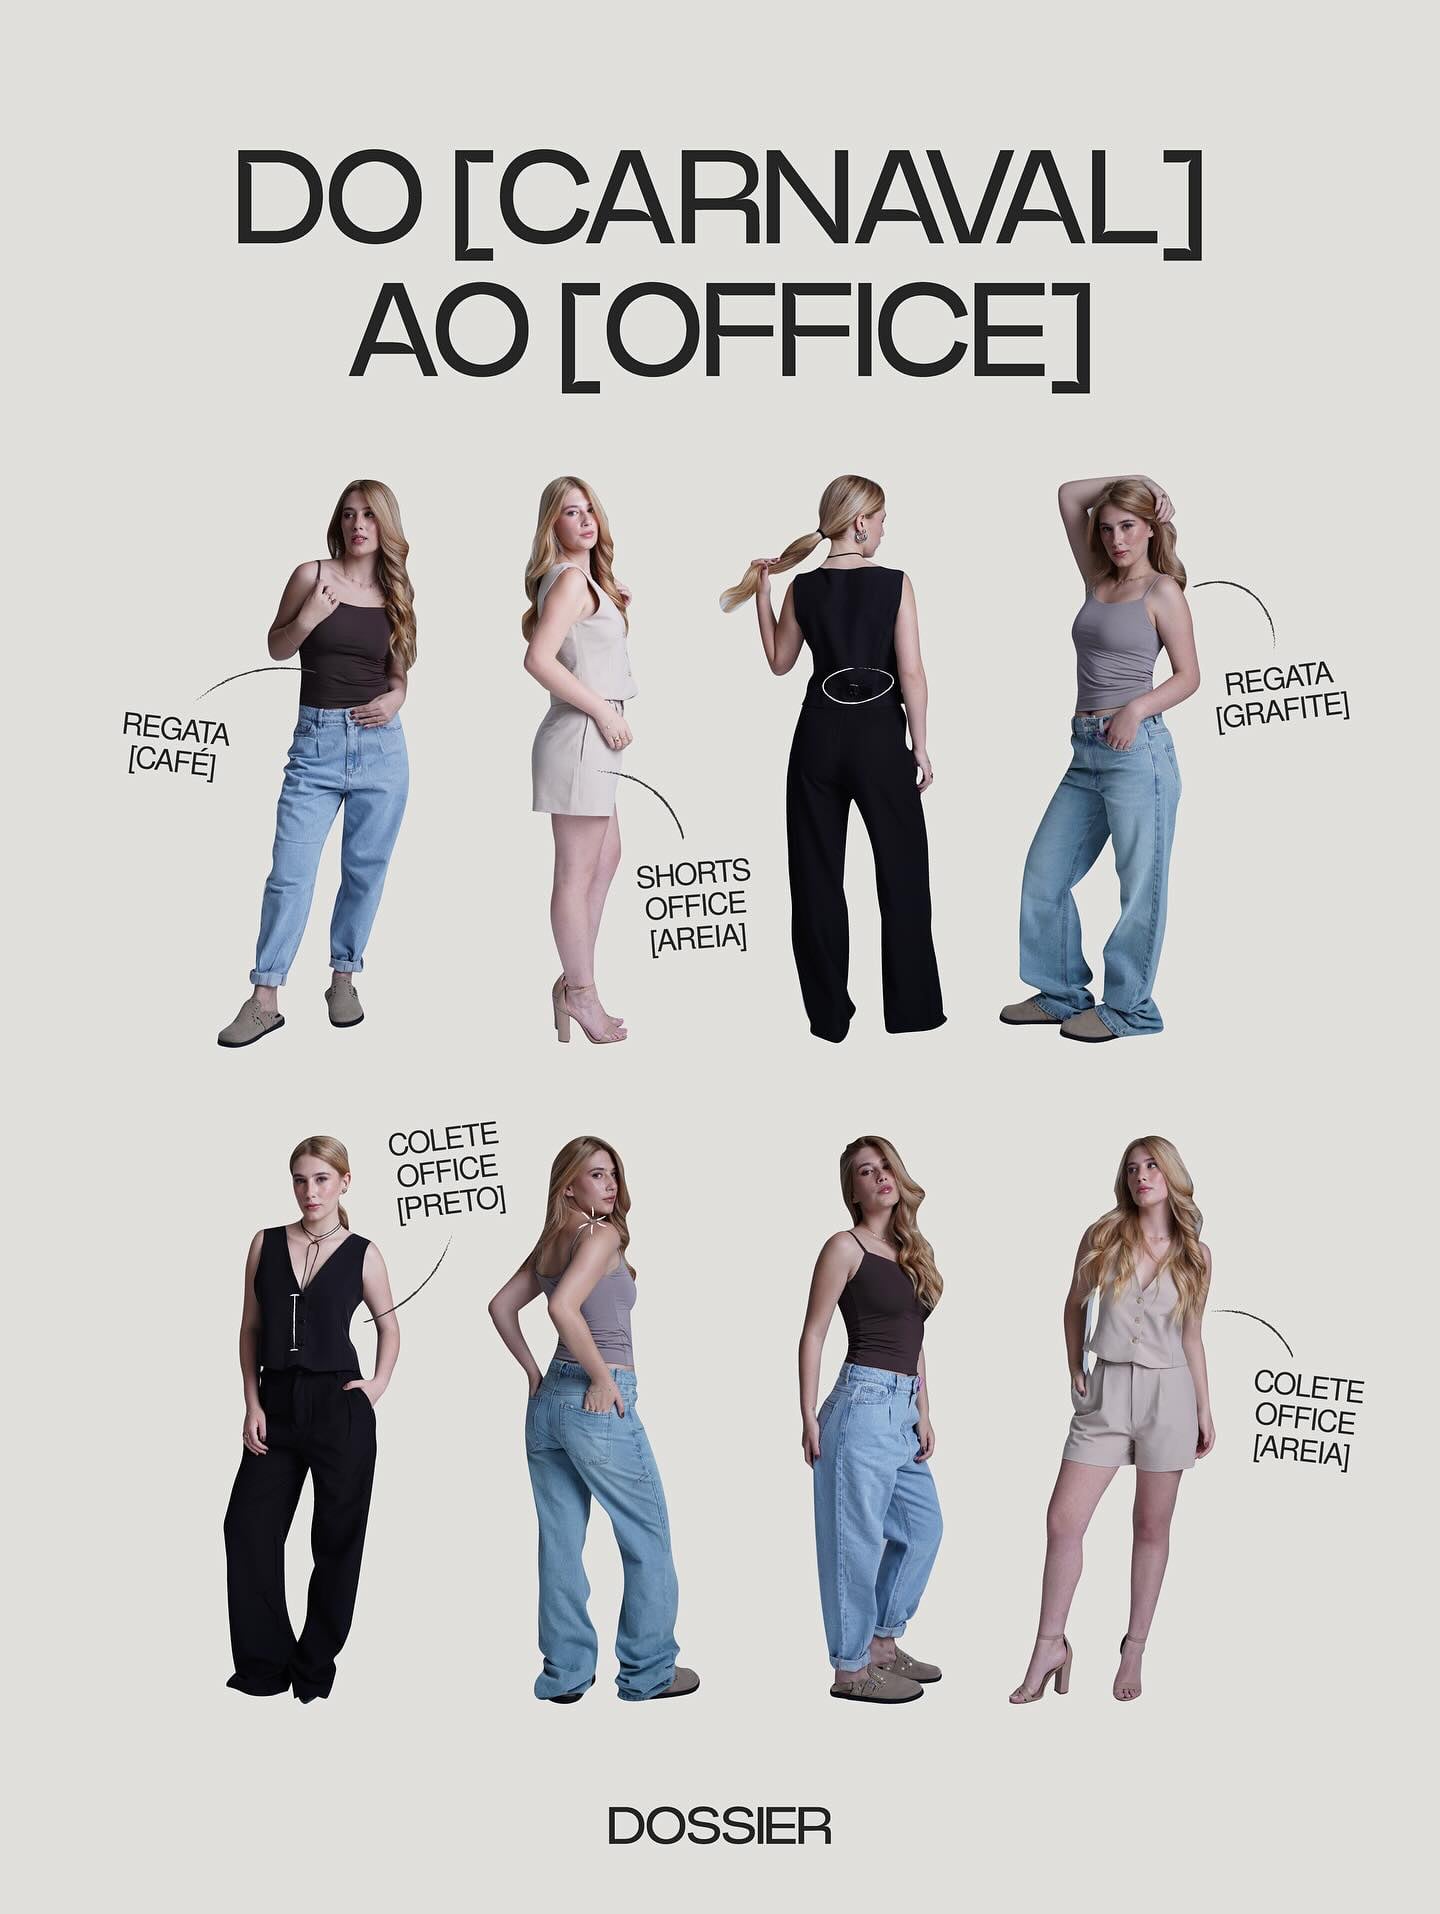 DO [CARNAVAL]
AO [OFFICE]
REGATA
[CAFÉ]
SHORTS
OFFICE
[AREIA]
REGATA
[GRAFITE]
COLETE
OFFICE
[PRETO]
COLETE
OFFICE
[AREIA]
DOSSIER